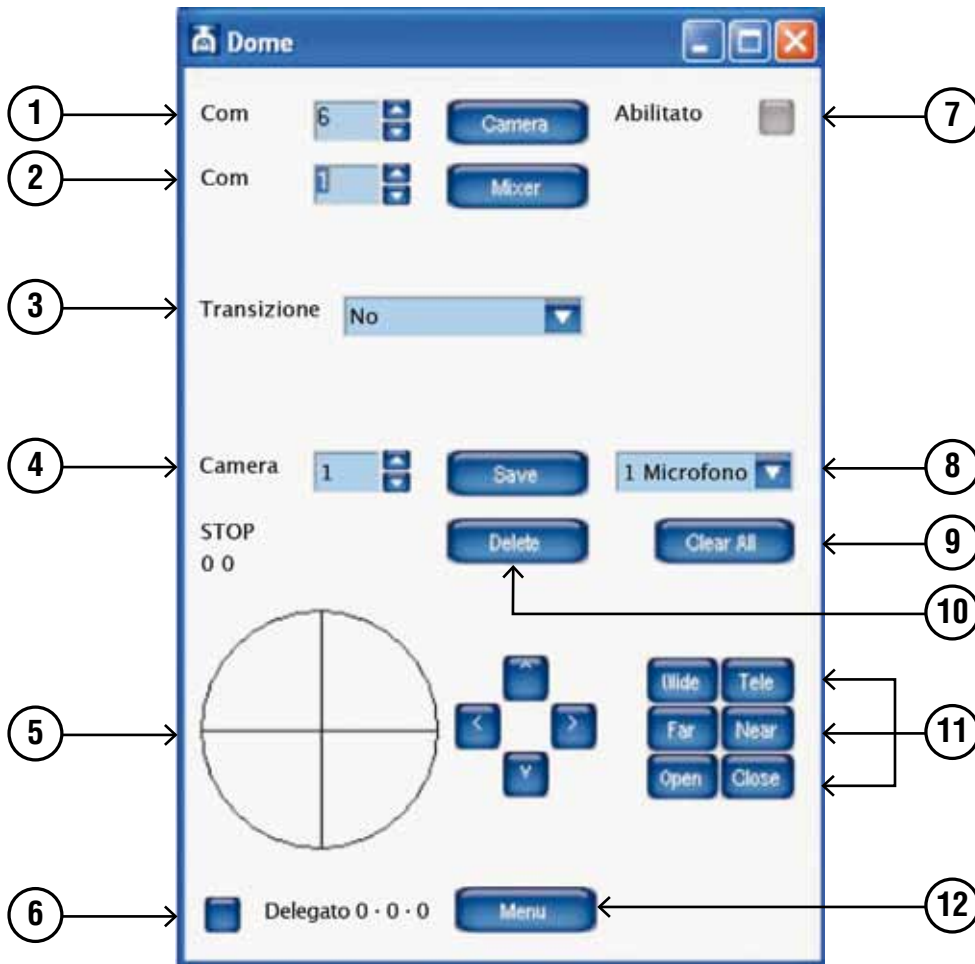 Dome
1 Com 6 Camera Abilitato 7
2 Com 1 Mixer
3 Transizione No
4 Camera 1 Save 1 Microfono 8
STOP Delete Clear All 9
0 0
10
^
Wide Tele
5 < > Far Near 11
v
Open Close
6 Delegato 0 · 0 · 0 Menu 12